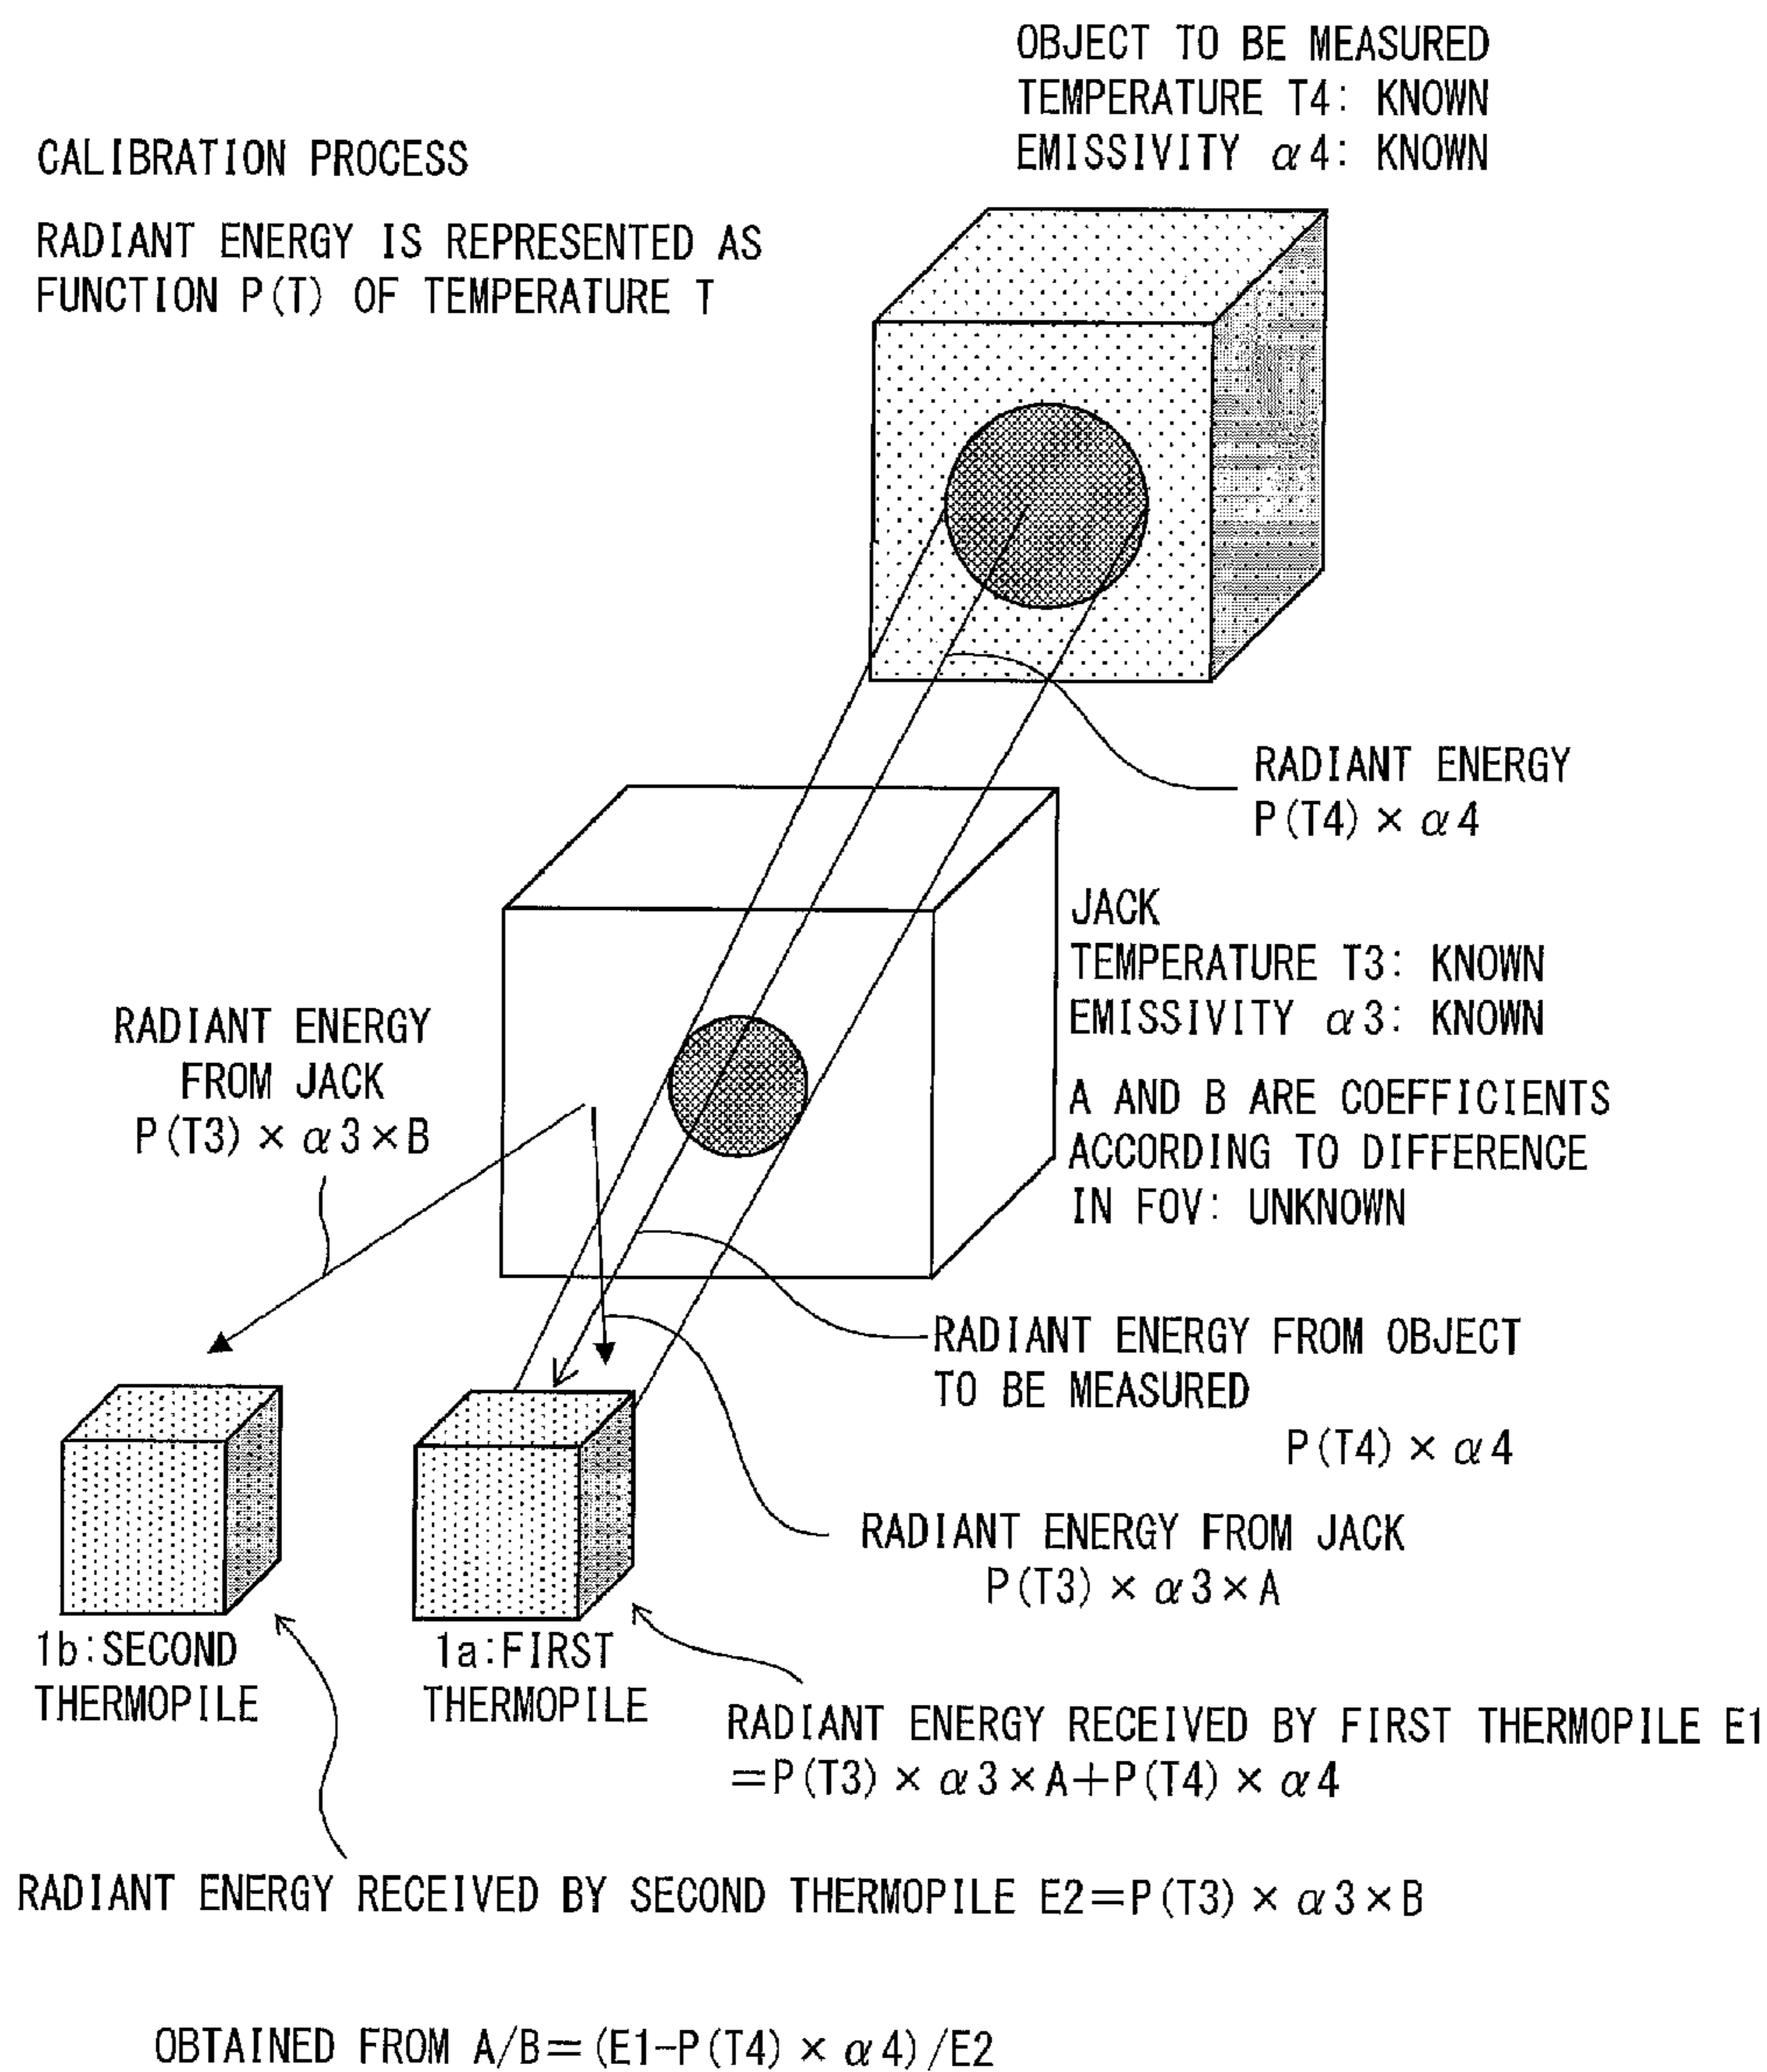 OBJECT TO BE MEASURED
TEMPERATURE T4: KNOWN
EMISSIVITY α4: KNOWN
CALIBRATION PROCESS
RADIANT ENERGY IS REPRESENTED AS
FUNCTION P(T) OF TEMPERATURE T
RADIANT ENERGY
P(T4) × α4
JACK
TEMPERATURE T3: KNOWN
EMISSIVITY α3: KNOWN
A AND B ARE COEFFICIENTS
ACCORDING TO DIFFERENCE
IN FOV: UNKNOWN
RADIANT ENERGY
FROM JACK
P(T3) × α3×B
RADIANT ENERGY FROM OBJECT
TO BE MEASURED
P(T4) × α4
RADIANT ENERGY FROM JACK
P(T3) × α3×A
1b:SECOND
THERMOPILE
1a:FIRST
THERMOPILE
RADIANT ENERGY RECEIVED BY FIRST THERMOPILE E1
=P(T3) × α3×A+P(T4) × α4
RADIANT ENERGY RECEIVED BY SECOND THERMOPILE E2=P(T3) × α3×B
OBTAINED FROM A/B=(E1-P(T4) × α4)/E2